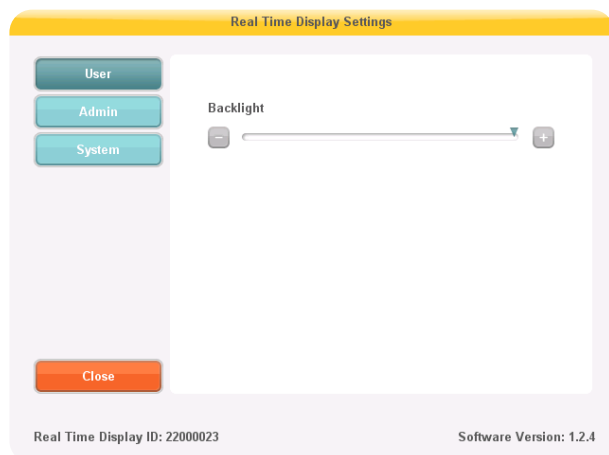 Real Time Display Settings
User
Admin
System
Backlight
-
+
Close
Real Time Display ID: 22000023
Software Version: 1.2.4